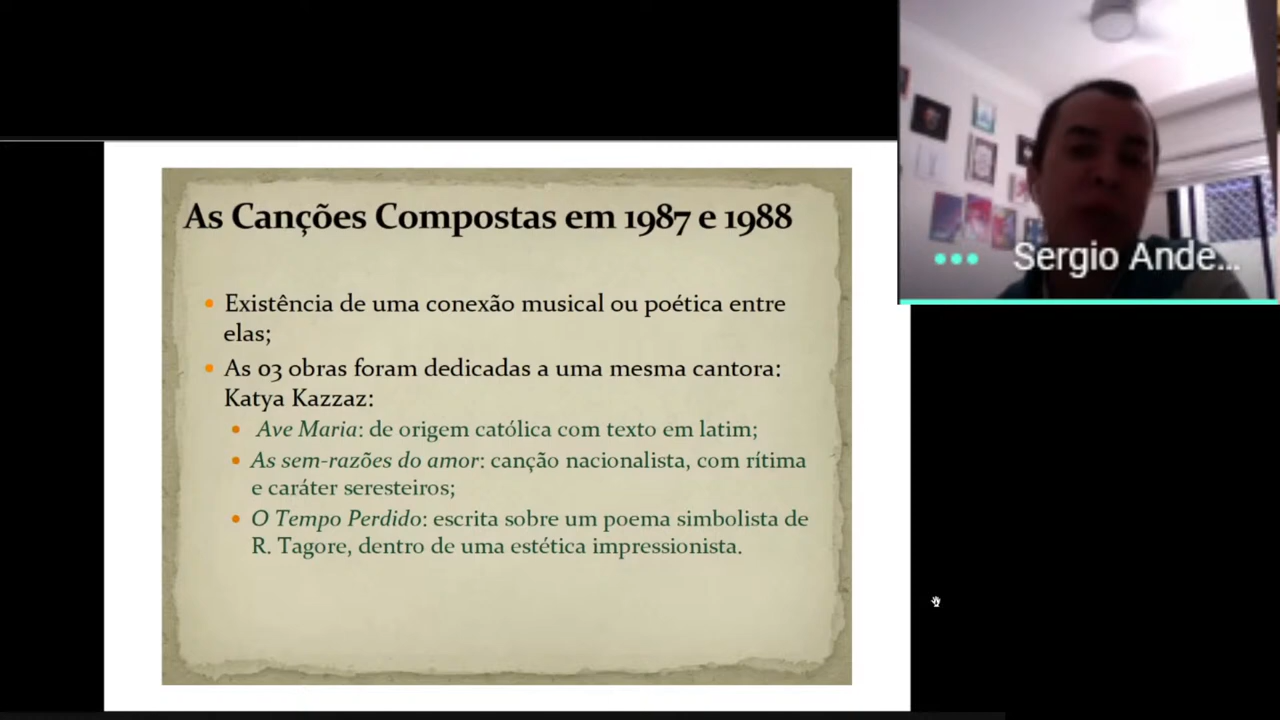 As Canções Compostas em 1987 e 1988
Existência de uma conexão musical ou poética entre
elas;
As 03 obras foram dedicadas a uma mesma cantora:
Katya Kazzaz:
Ave Maria: de origem católica com texto em latim;
As sem-razões do amor: canção nacionalista, com rítima
e caráter seresteiros;
O Tempo Perdido: escrita sobre um poema simbolista de
R. Tagore, dentro de uma estética impressionista.
Sergio Ande...